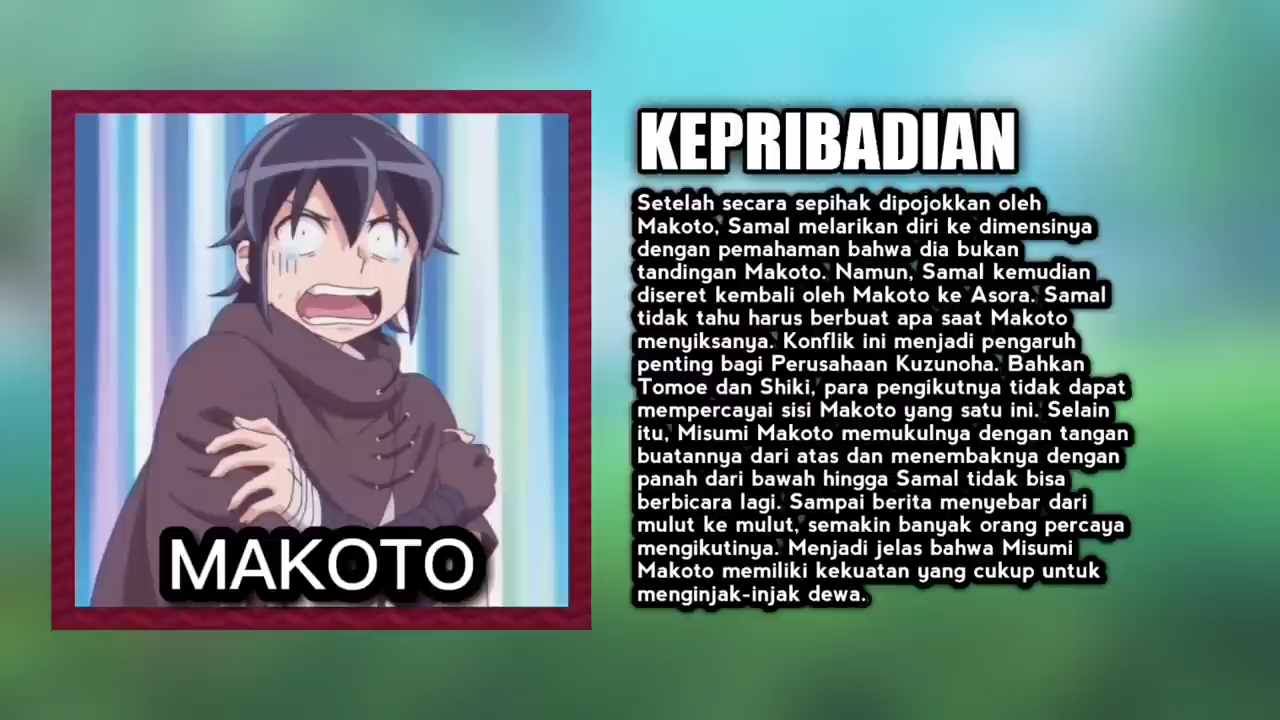 MAKOTO
KEPRIBADIAN
Setelah secara sepihak dipojokkan oleh
Makoto, Samal melarikan diri ke dimensinya
dengan pemahaman bahwa dia bukan
tandingan Makoto. Namun, Samal kemudian
diseret kembali oleh Makoto ke Asora. Samal
tidak tahu harus berbuat apa saat Makoto
menyiksanya. Konflik ini menjadi pengaruh
penting bagi Perusahaan Kuzunoha. Bahkan
Tomoe dan Shiki, para pengikutnya tidak dapat
mempercayai sisi Makoto yang satu ini. Selain
itu, Misumi Makoto memukulnya dengan tangan
buatannya dari atas dan menembaknya dengan
panah dari bawah hingga Samal tidak bisa
berbicara lagi. Sampai berita menyebar dari
mulut ke mulut, semakin banyak orang percaya
mengikutinya. Menjadi jelas bahwa Misumi
Makoto memiliki kekuatan yang cukup untuk
menginjak-injak dewa.